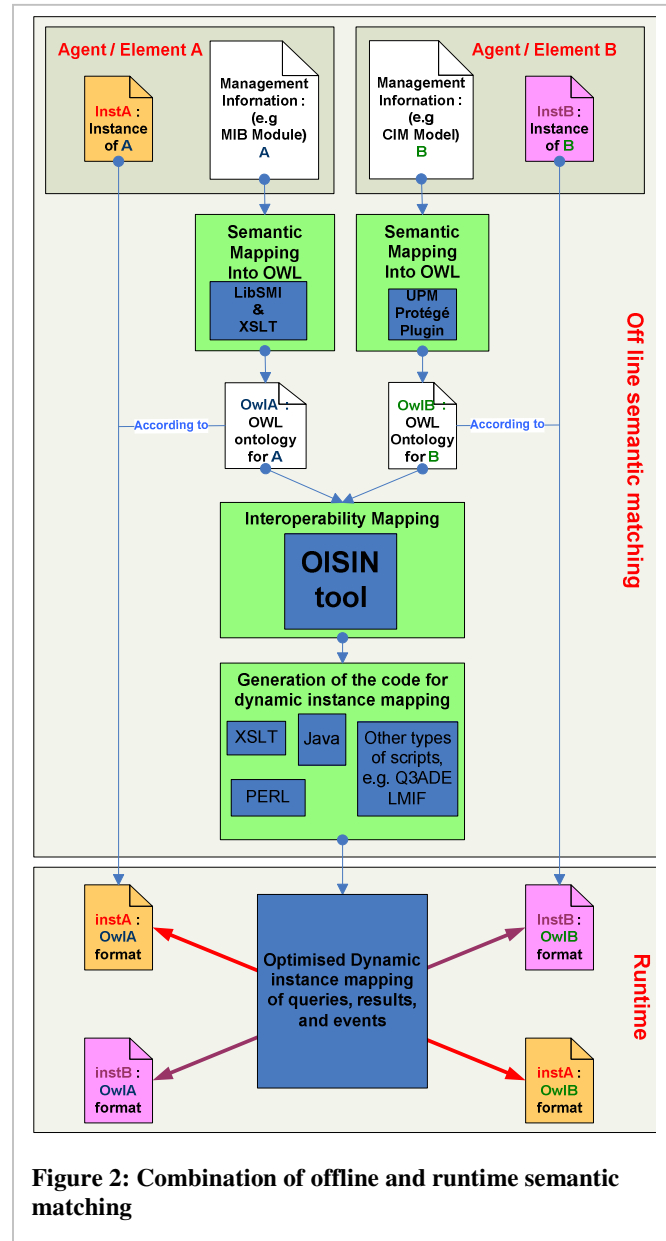 Agent / Element A
Agent / Element B
InstA :
Instance
of A
Management
Infornation :
(e.g
MIB Module)
A
Management
Infornation :
(e.g
CIM Model)
B
InstB :
Instance
of B
Semantic
Mapping
Into OWL
LibSMI
&
XSLT
Semantic
Mapping
Into OWL
UPM
Protégé
Plugin
Off line semantic matching
According to
OwlA :
OWL
ontology
for A
OwlB :
OWL
Ontology
for B
According to
Interoperability Mapping
OISIN
tool
Generation of the code for
dynamic instance mapping
XSLT
Java
Other types
of scripts,
e.g. Q3ADE
LMIF
PERL
instA :
OwlA
format
Optimised Dynamic
instance mapping
of queries, results,
and events
InstB :
OwlB
format
Runtime
instB :
OwlA
format
instA :
OwlB
format
Figure 2: Combination of offline and runtime semantic
matching